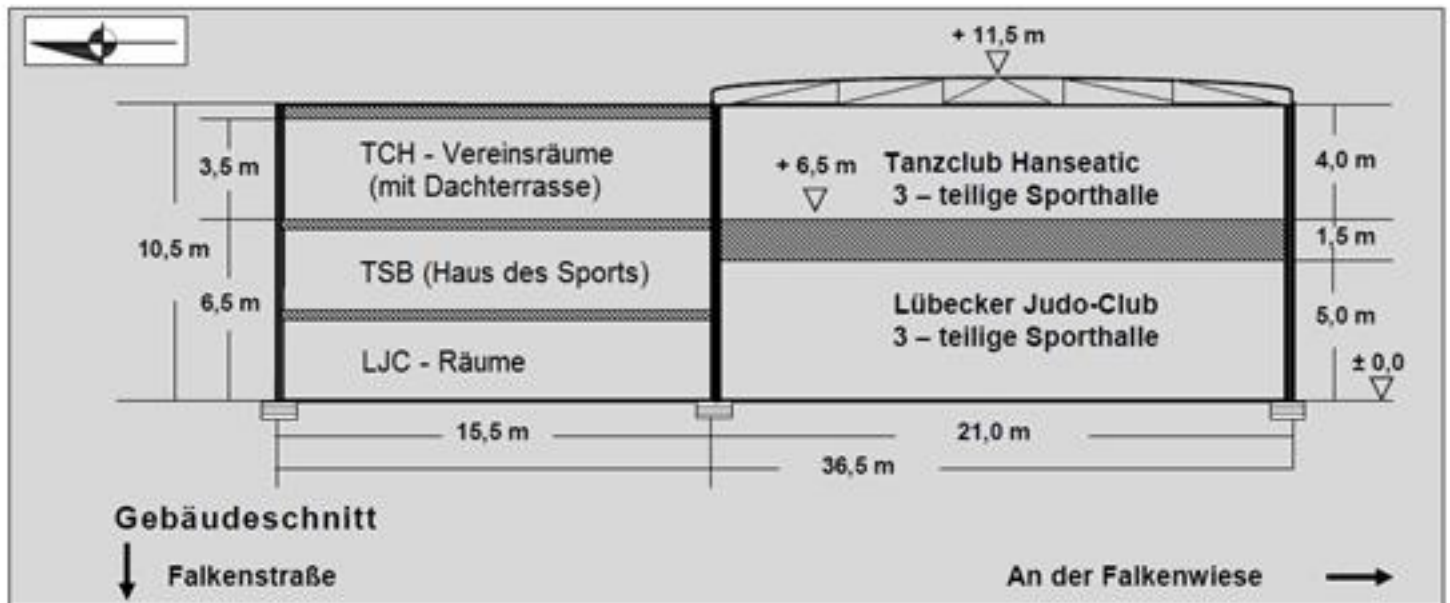 + 11,5 m
3,5 m
TCH - Vereinsräume
(mit Dachterrasse)
+ 6,5 m
Tanzclub Hanseatic
3 – teilige Sporthalle
4,0 m
10,5 m
1,5 m
TSB (Haus des Sports)
6,5 m
Lübecker Judo-Club
3 – teilige Sporthalle
5,0 m
LJC - Räume
± 0,0
15,5 m
21,0 m
36,5 m
Gebäudeschnitt
Falkenstraße
An der Falkenwiese